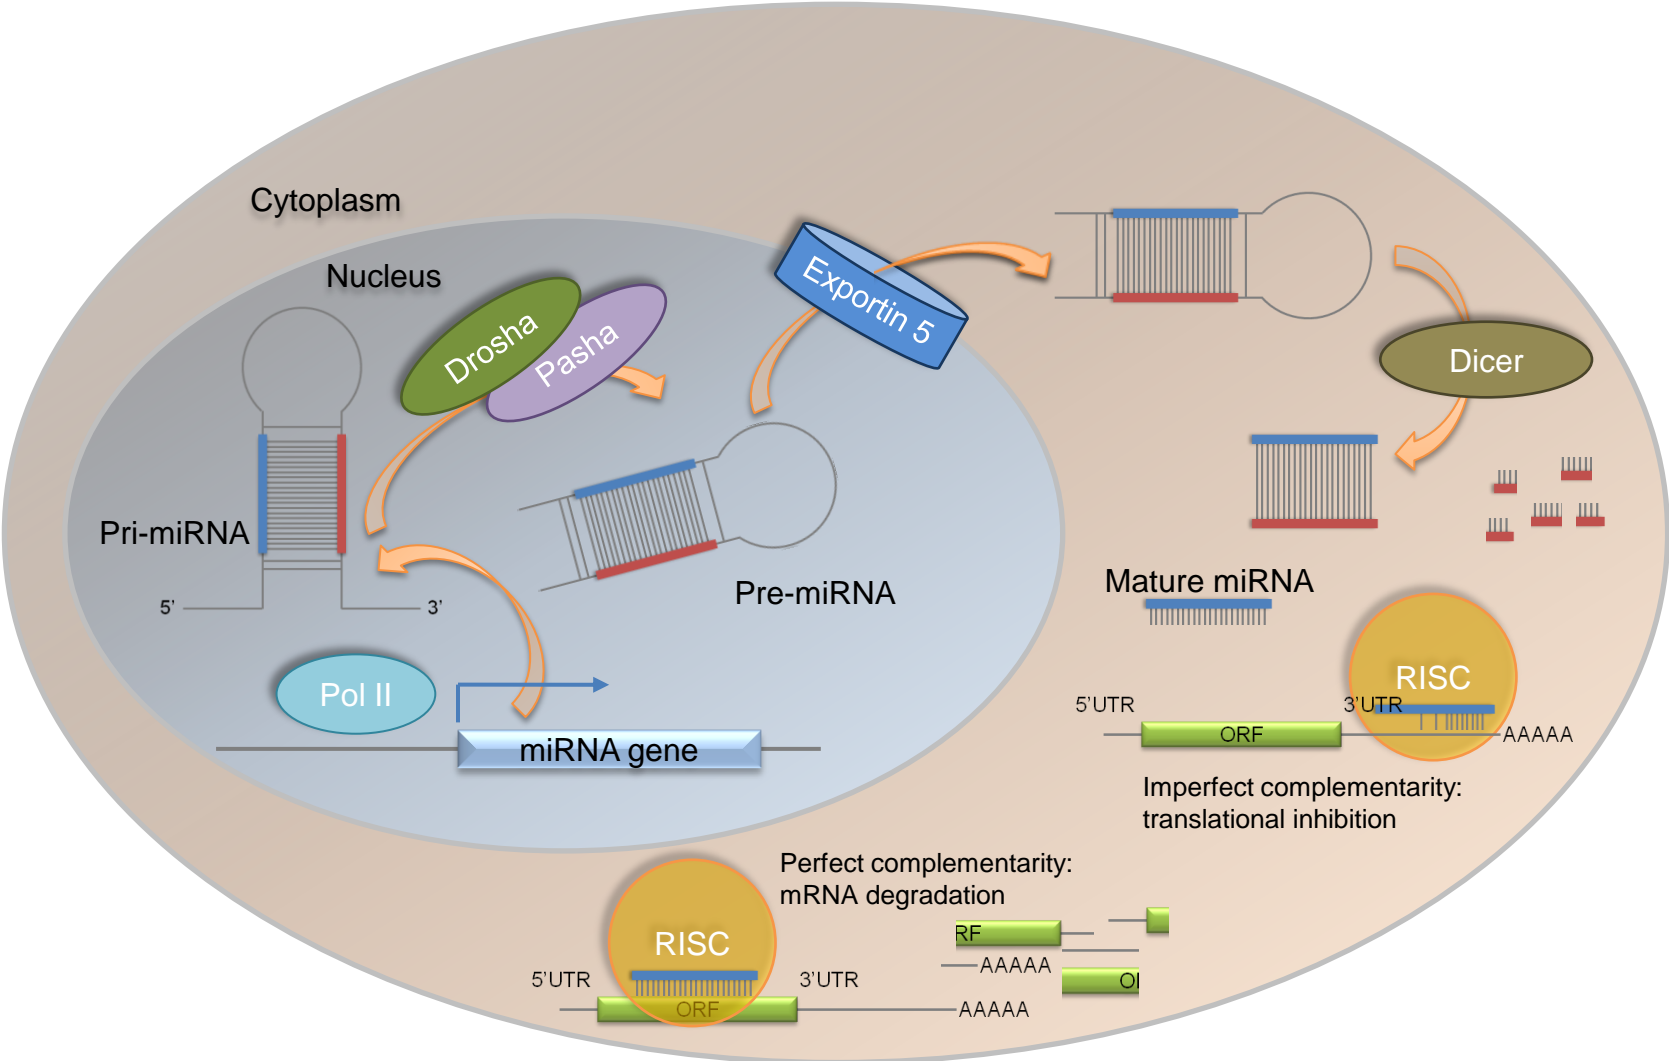 Cytoplasm
Nucleus
Drosha
Pasha
Exportin 5
Dicer
Pri-miRNA
5’
3’
Pre-miRNA
Mature miRNA
Pol II
miRNA gene
RISC
5’UTR
3’UTR
ORF
AAAAA
Imperfect complementarity:
translational inhibition
Perfect complementarity:
mRNA degradation
RISC
5’UTR
3’UTR
ORF
AAAAA
RF
AAAAA
OI